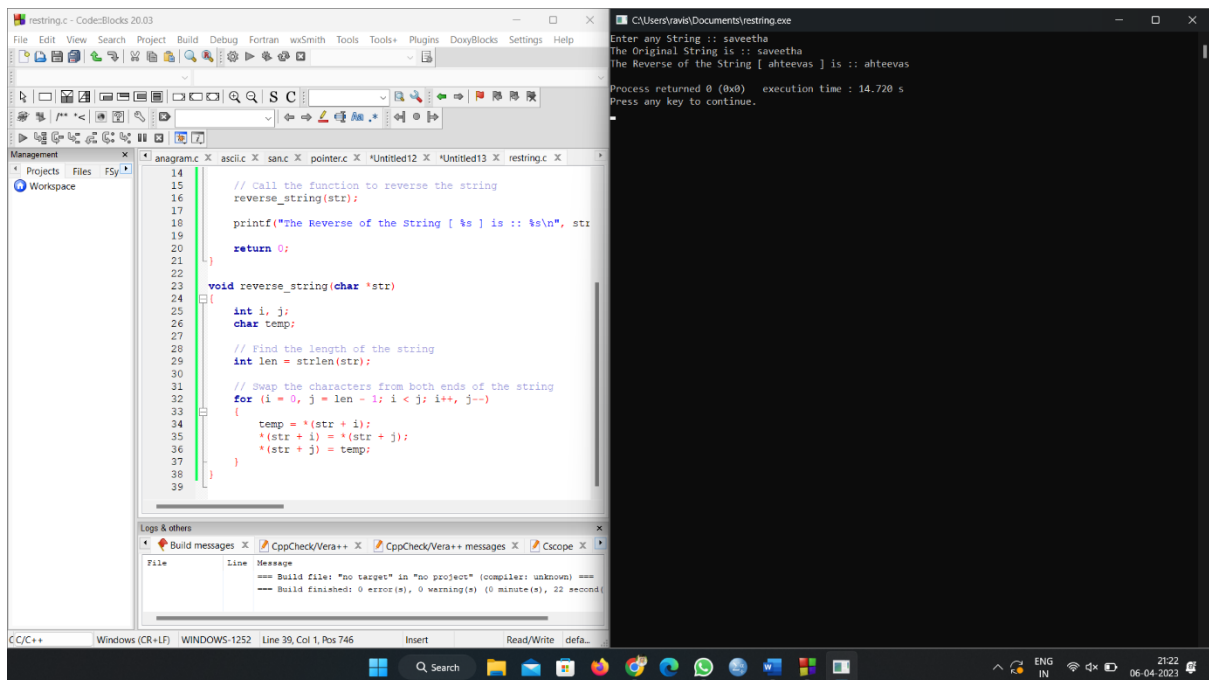 restring.c - Code::Blocks 20.03
File Edit View Search Project Build Debug Fortran wxSmith Tools Tools+ Plugins DoxyBlocks Settings Help
S C
/** *<
Management
Projects Files FSy
Workspace
anagram.c X ascii.c X san.c X pointer.c X *Untitled12 X *Untitled13 X restring.c X
14
15 // Call the function to reverse the string
16 reverse_string(str);
17
18 printf("The Reverse of the String [ %s ] is :: %s\n", str
19
20 return 0;
21 }
22
23 void reverse_string(char *str)
24 {
25 int i, j;
26 char temp;
27
28 // Find the length of the string
29 int len = strlen(str);
30
31 // Swap the characters from both ends of the string
32 for (i = 0, j = len - 1; i < j; i++, j--)
33 {
34 temp = *(str + i);
35 *(str + i) = *(str + j);
36 *(str + j) = temp;
37 }
38 }
39
Logs & others
Build messages X CppCheck/Vera++ X CppCheck/Vera++ messages X Cscope X
File Line Message
=== Build file: "no target" in "no project" (compiler: unknown) ===
=== Build finished: 0 error(s), 0 warning(s) (0 minute(s), 22 second(
C/C++ Windows (CR+LF) WINDOWS-1252 Line 39, Col 1, Pos 746 Insert Read/Write defa...
C:\Users\ravis\Documents\restring.exe
Enter any String :: saveetha
The Original String is :: saveetha
The Reverse of the String [ ahteevas ] is :: ahteevas
Process returned 0 (0x0) execution time : 14.720 s
Press any key to continue.
Search
ENG
IN
21:22
06-04-2023